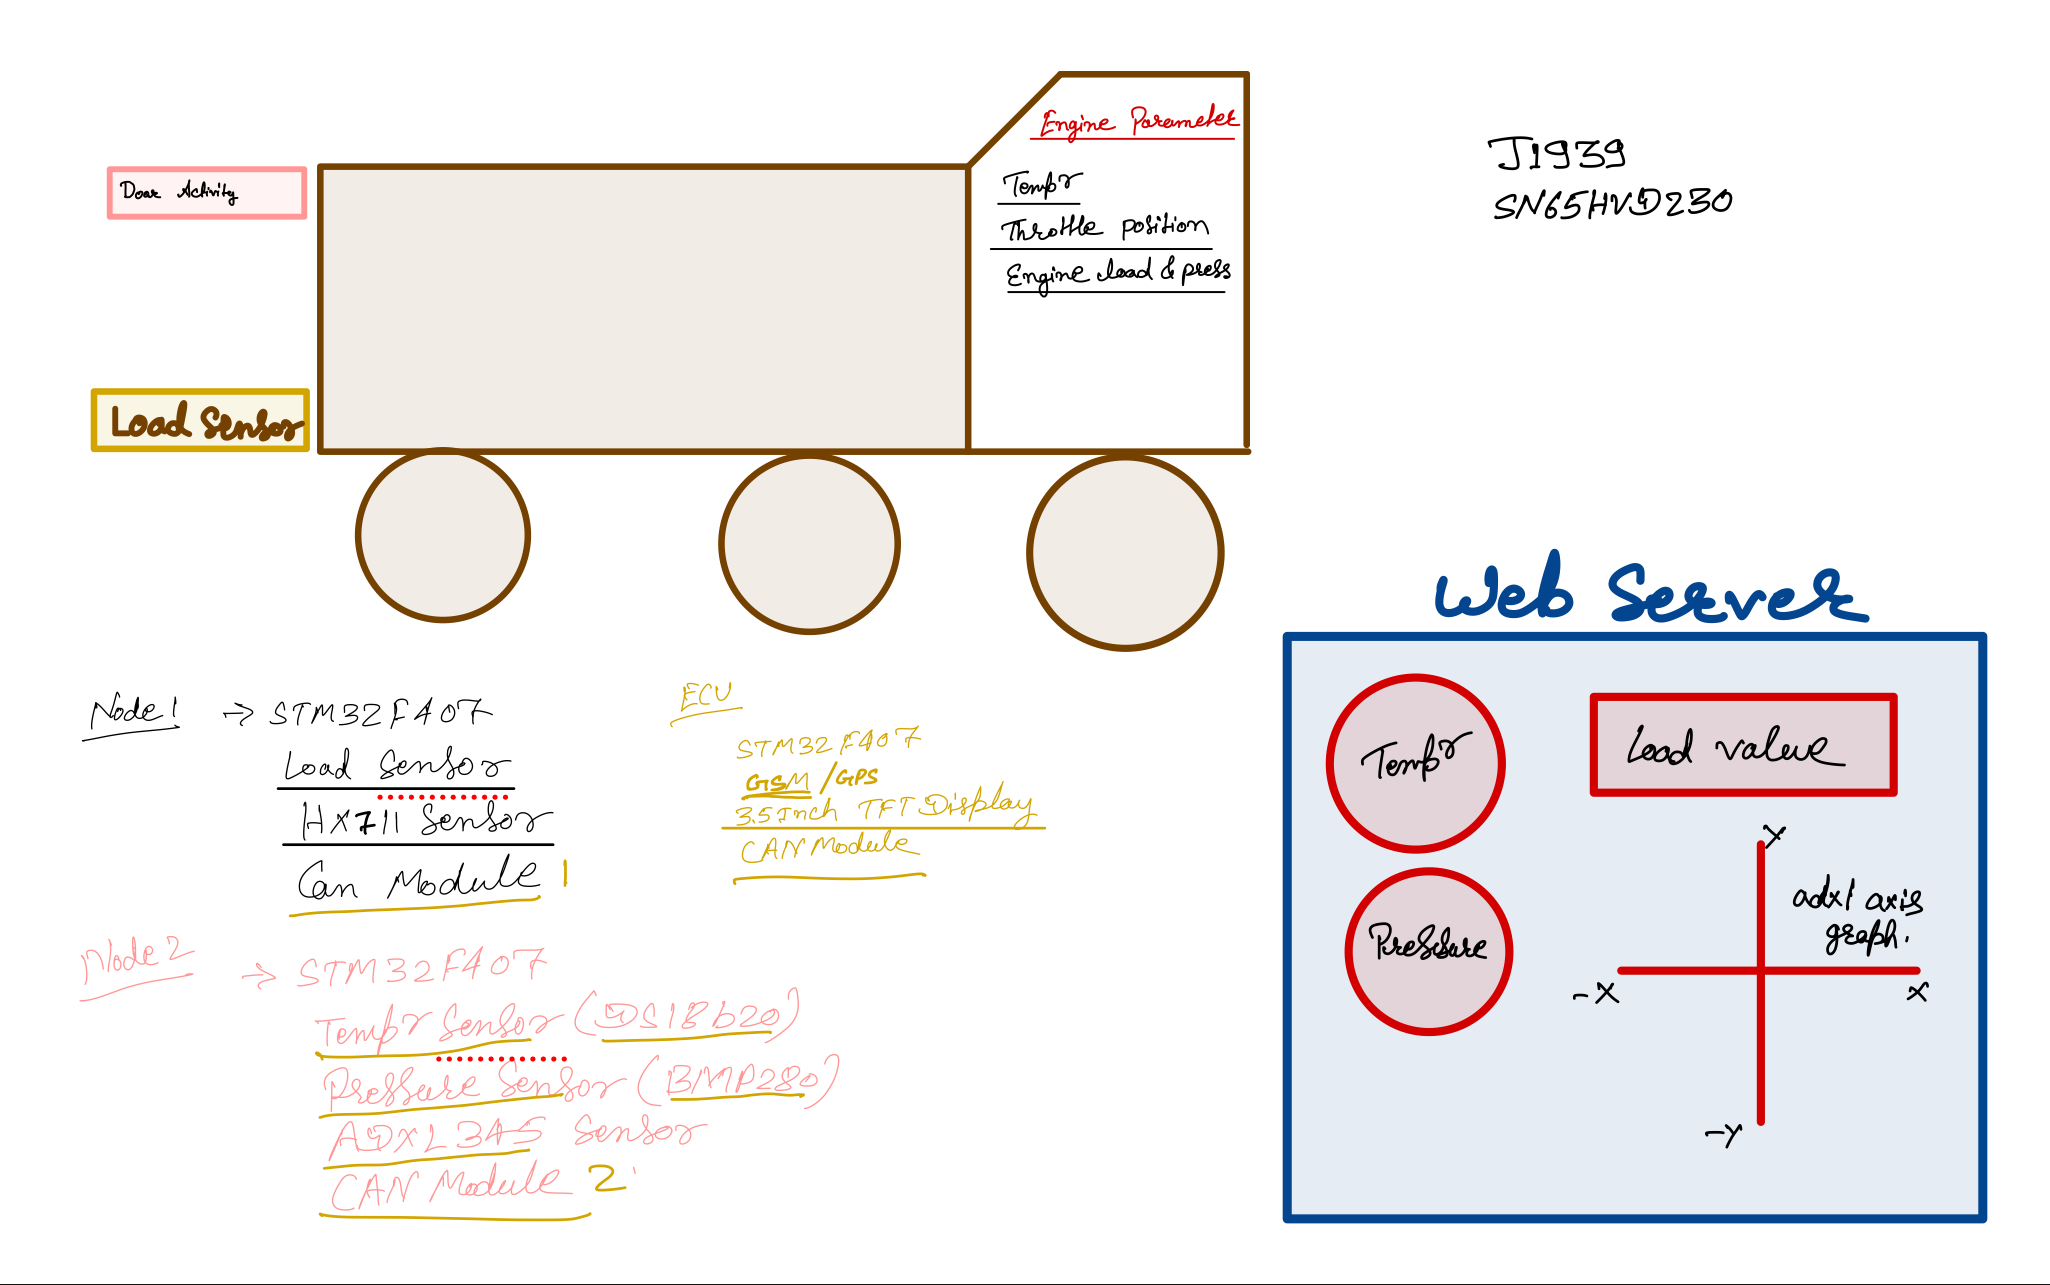 Engine Parameter
Tempr
Throttle position
Engine load & press
Door Activity
Load Sensor
J1939
SN65HVD230
Node 1 → STM32F407
Load Sensor
HX711 Sensor
Can Module 1
ECU
STM32F407
GSM / GPS
3.5 Inch TFT Display
CAN Module
Node 2 → STM32F407
Tempr Sensor (DS18b20)
Pressure Sensor (BMP280)
ADXL345 Sensor
CAN Module 2
Web Server
Tempr
Load value
Pressure
Y
adxl axis
graph.
-X
X
-Y